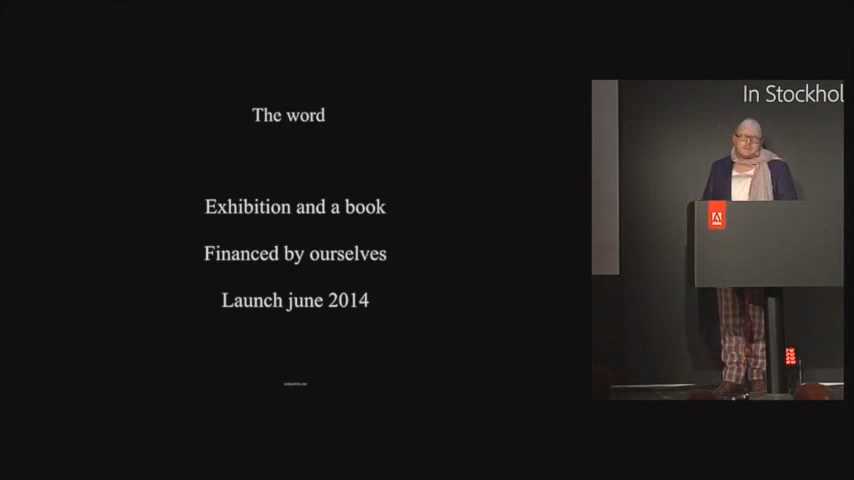 The word
Exhibition and a book
Financed by ourselves
Launch june 2014
In Stockhol